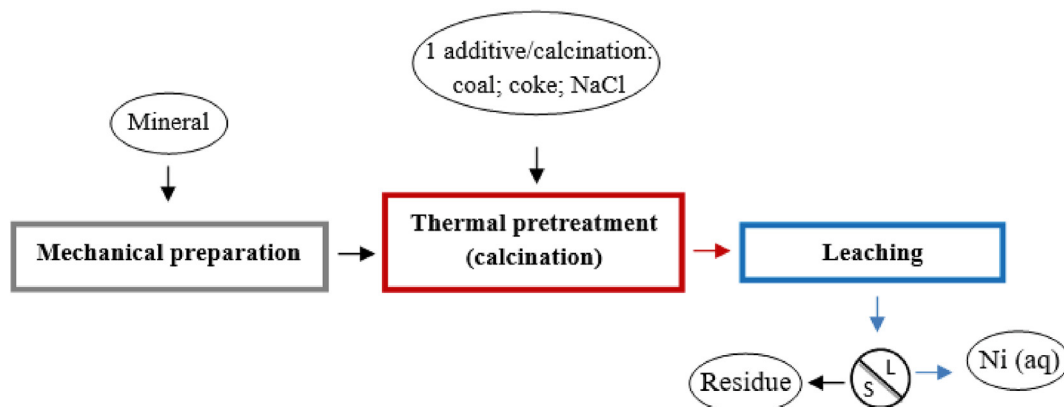 1 additive/calcination:
coal; coke; NaCl
Mineral
Mechanical preparation
Thermal pretreatment
(calcination)
Leaching
L
S
Residue
Ni (aq)